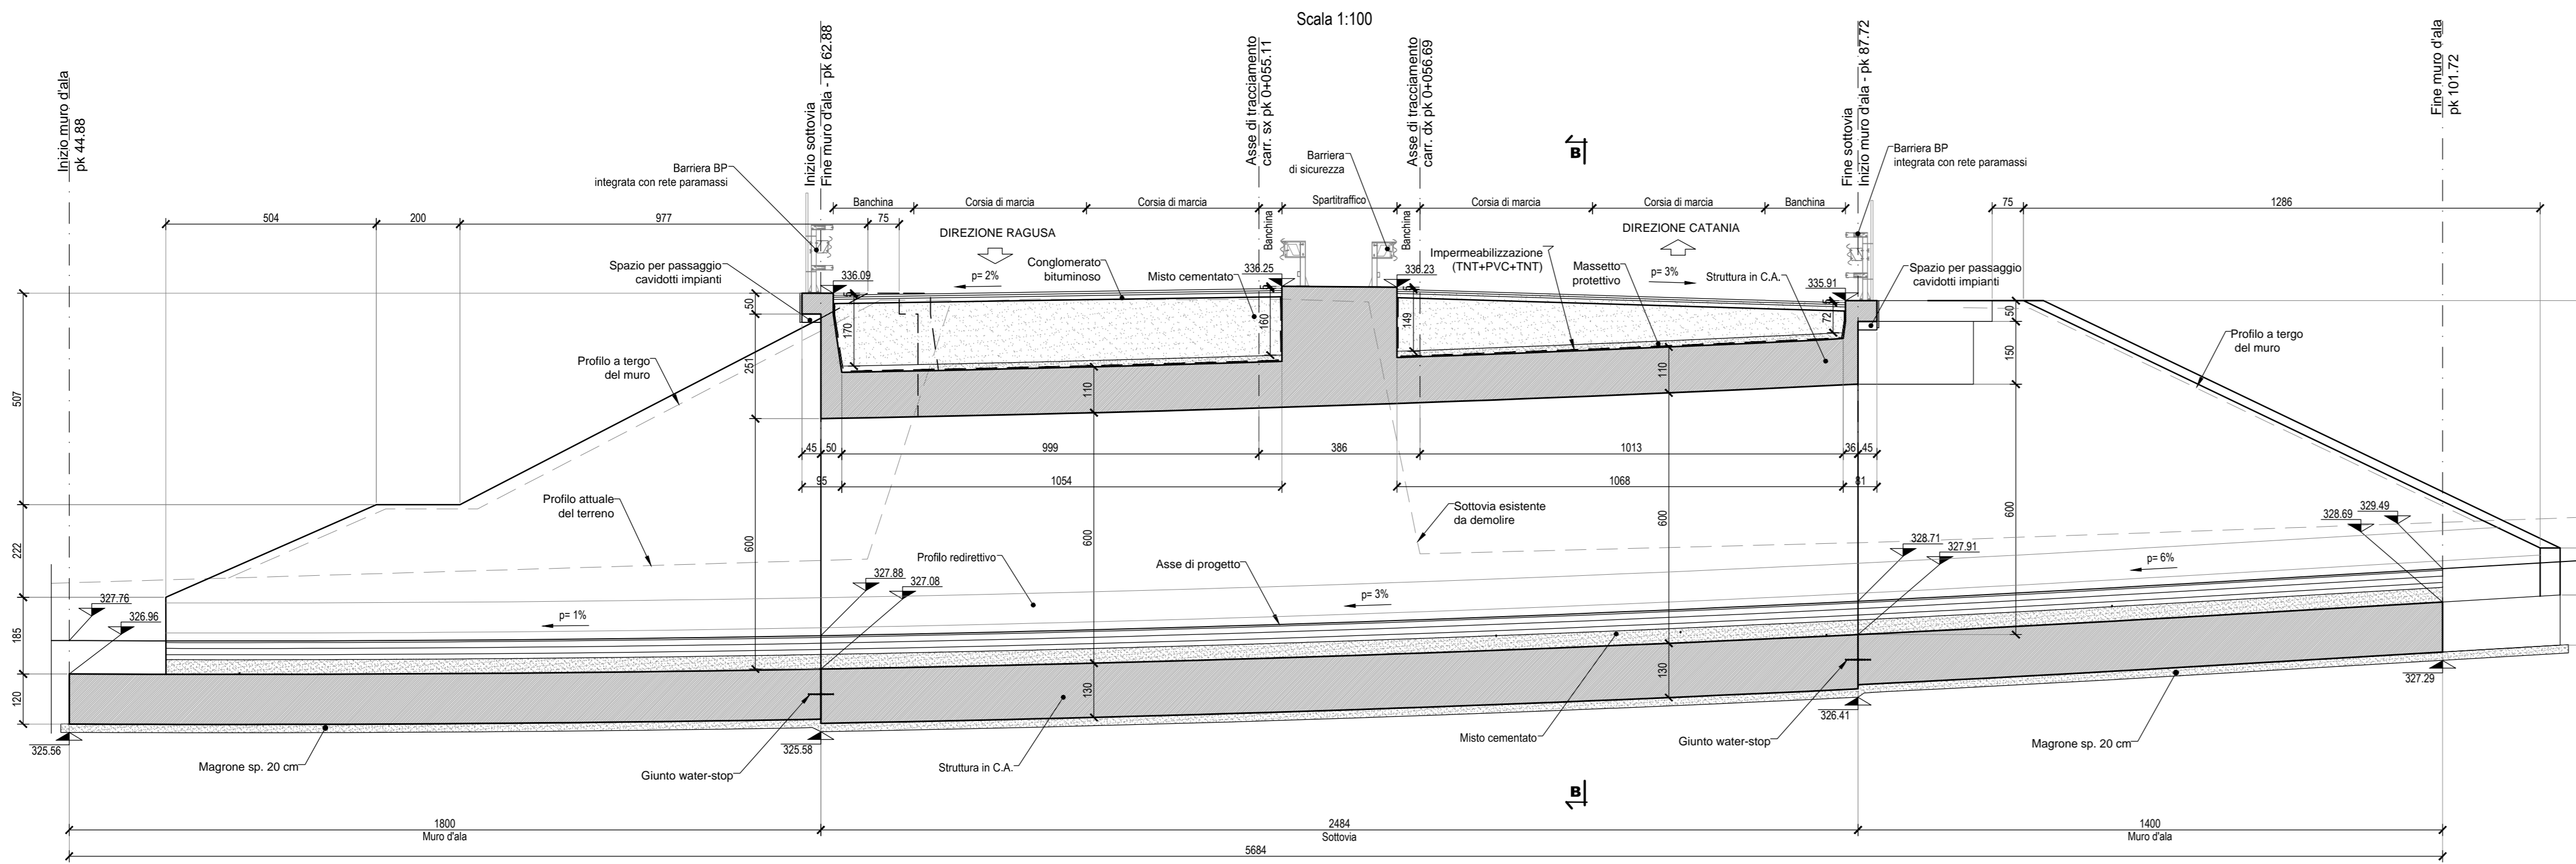 Scala 1:100
Inizio muro d'ala
pk 44.88
Inizio sottovia
Fine muro d'ala - pk 62.88
Asse di tracciamento
carr. sx pk 0+055.11
Asse di tracciamento
carr. dx pk 0+056.69
Fine sottovia
Inizio muro d'ala - pk 87.72
Fine muro d'ala
pk 101.72
B
Barriera BP
integrata con rete paramassi
Barriera
di sicurezza
Barriera BP
integrata con rete paramassi
Banchina
Corsia di marcia
Corsia di marcia
Banchina
Spartitraffico
Banchina
Corsia di marcia
Corsia di marcia
Banchina
504
200
977
75
75
1286
DIREZIONE RAGUSA
DIREZIONE CATANIA
Spazio per passaggio
cavidotti impianti
336.09
p= 2%
Conglomerato
bituminoso
Misto cementato
336.25
336.23
Impermeabilizzazione
(TNT+PVC+TNT)
Massetto
protettivo
p= 3%
Struttura in C.A.
335.91
Spazio per passaggio
cavidotti impianti
50
5
170
5
160
5
149
5
72
50
150
Profilo a tergo
del muro
251
110
110
Profilo a tergo
del muro
507
45
50
999
386
1013
36
45
95
1054
1068
81
Profilo attuale
del terreno
Sottovia esistente
da demolire
600
600
600
600
222
328.69
329.49
328.71
327.91
Profilo redirettivo
Asse di progetto
p= 6%
327.88
327.08
p= 3%
327.76
326.96
p= 1%
185
120
130
130
325.56
325.58
326.41
327.29
Magrone sp. 20 cm
Giunto water-stop
Struttura in C.A.
Misto cementato
Giunto water-stop
Magrone sp. 20 cm
B
1800
Muro d'ala
2484
Sottovia
1400
Muro d'ala
5684